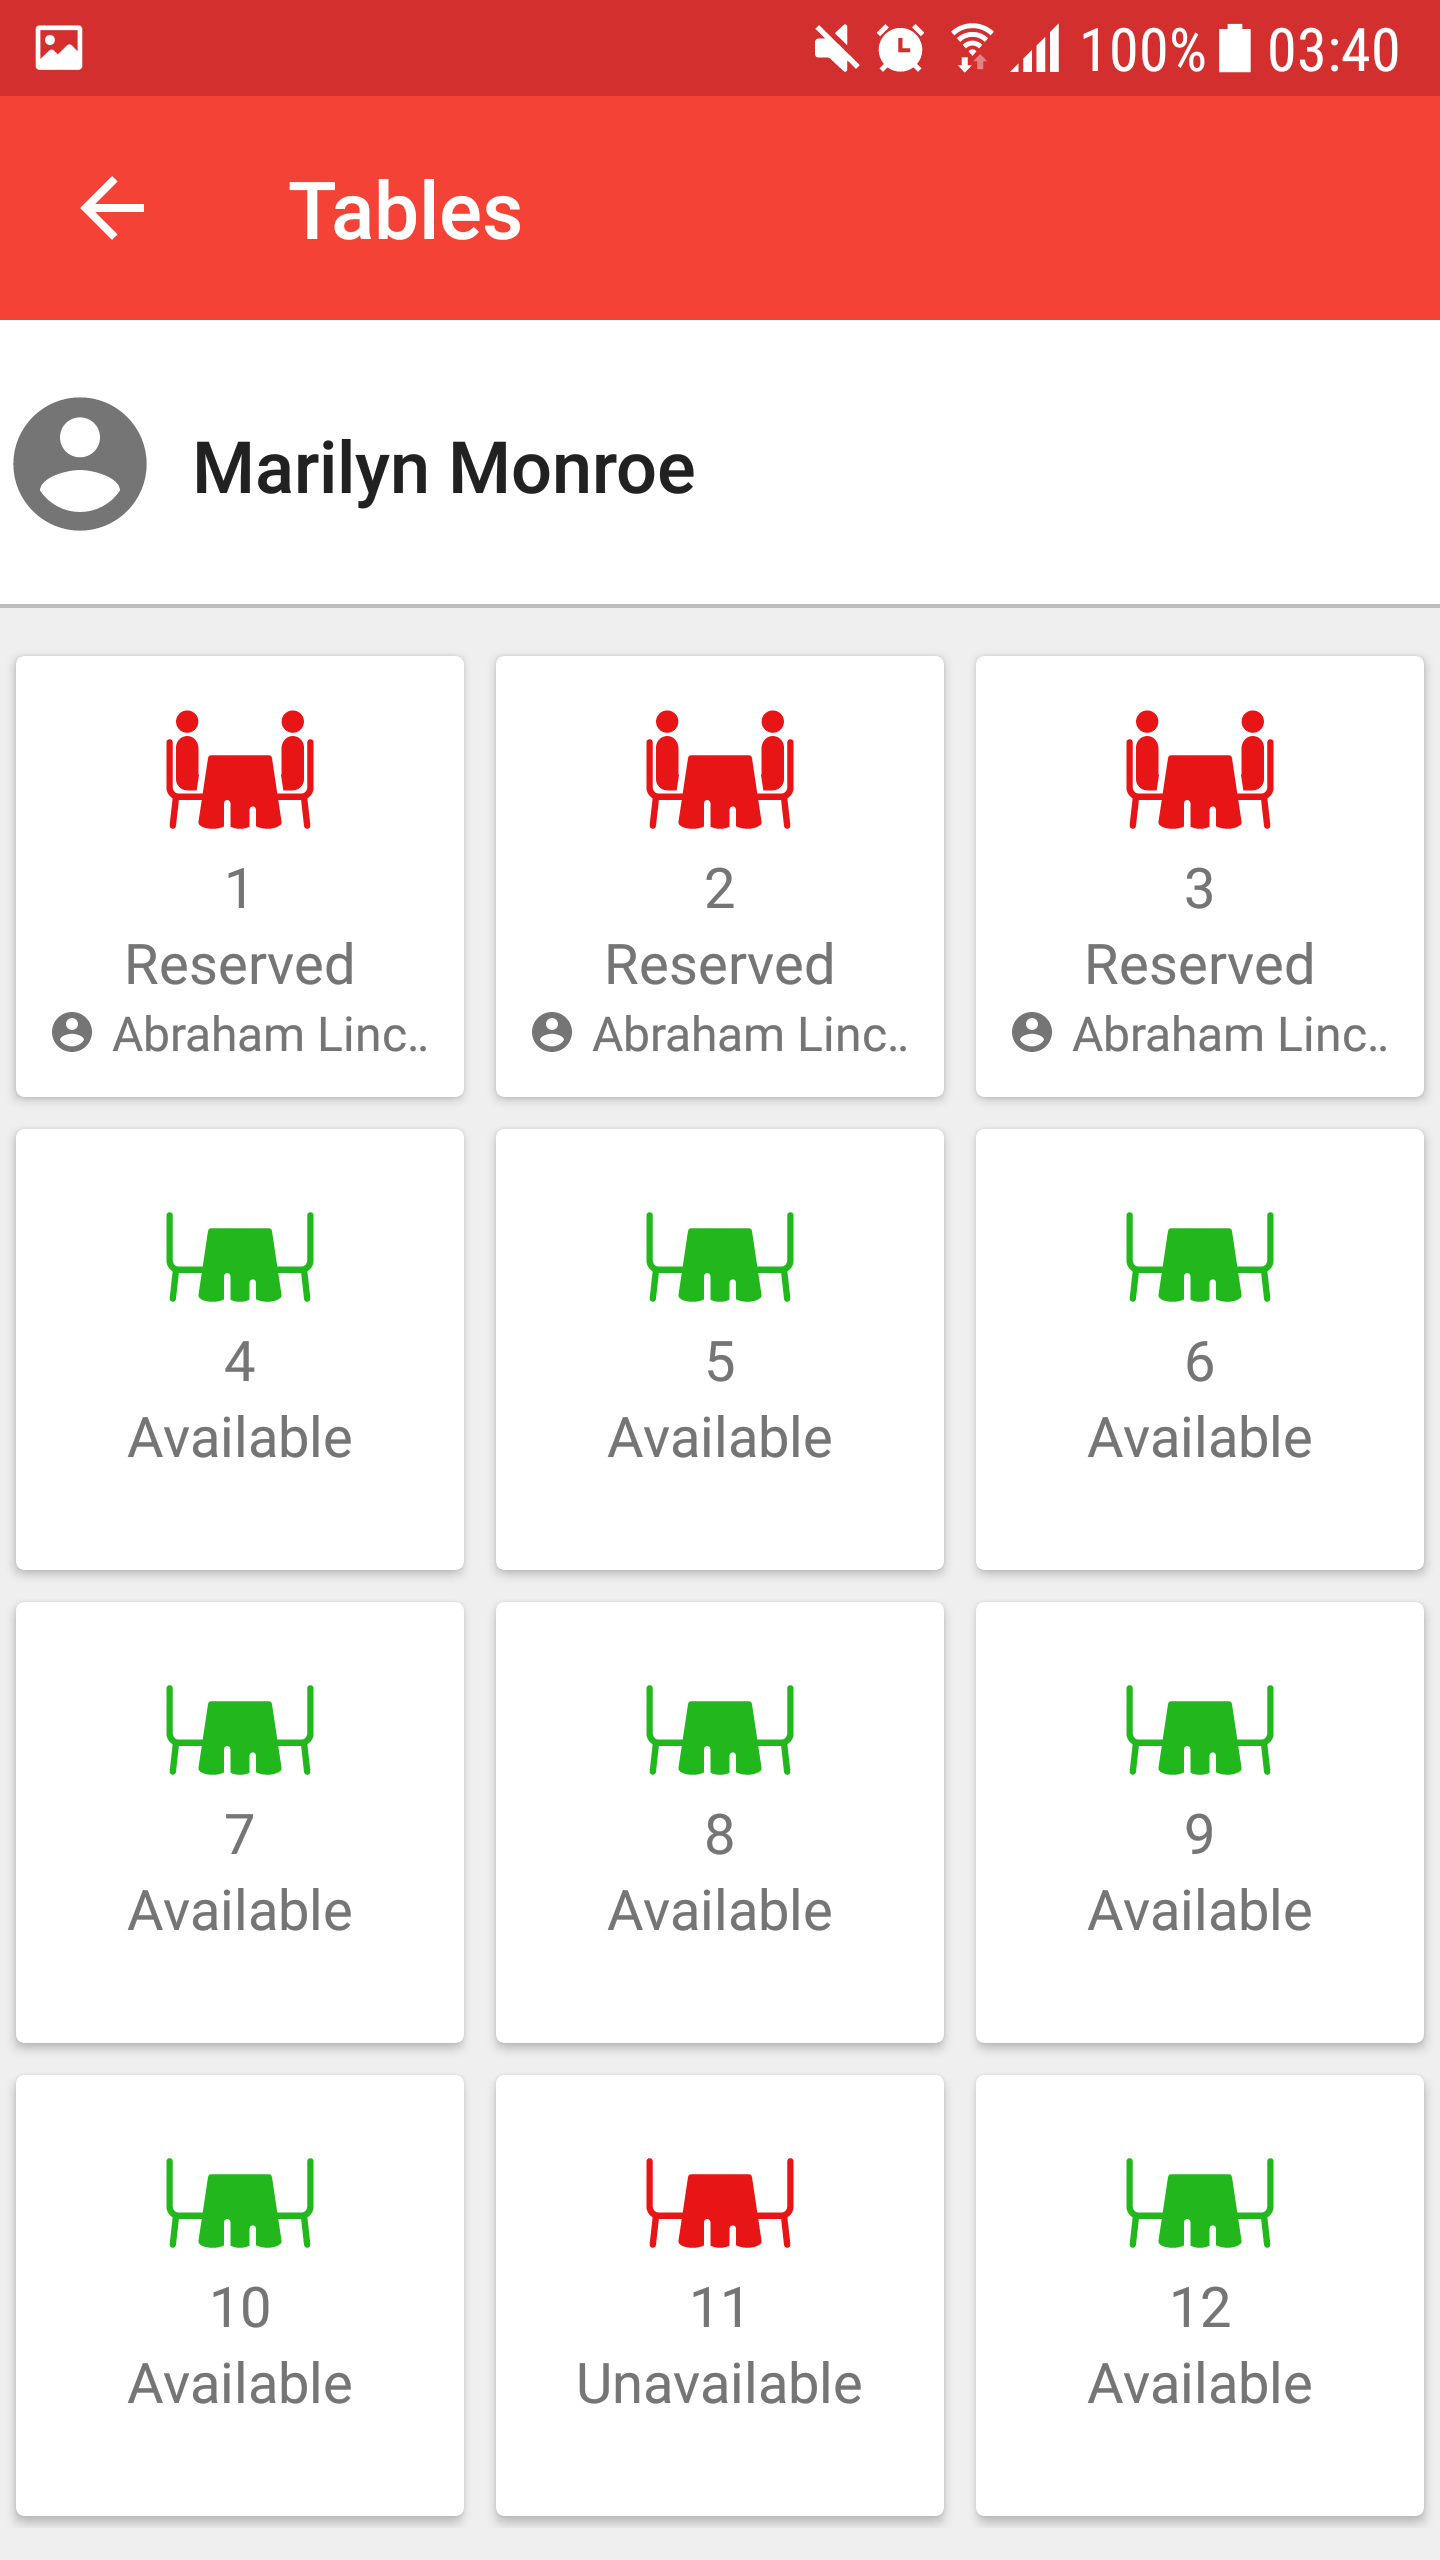 100% 03:40
Tables
Marilyn Monroe
1 2 3
Reserved Reserved Reserved
Abraham Linc.. Abraham Linc.. Abraham Linc..
4 5 6
Available Available Available
7 8 9
Available Available Available
10 11 12
Available Unavailable Available